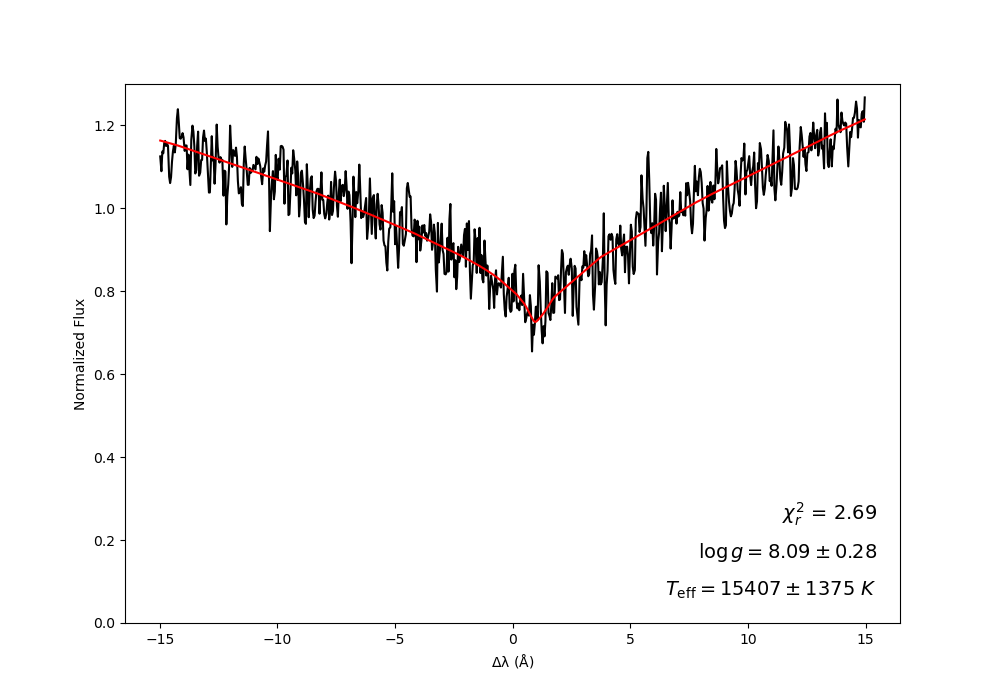 1.2
1.0
0.8
0.6
0.4
0.2
0.0
Normalized Flux
χ²ᵣ = 2.69
log g = 8.09 ± 0.28
T_eff = 15407 ± 1375 K
−15 −10 −5 0 5 10 15
Δλ (Å)